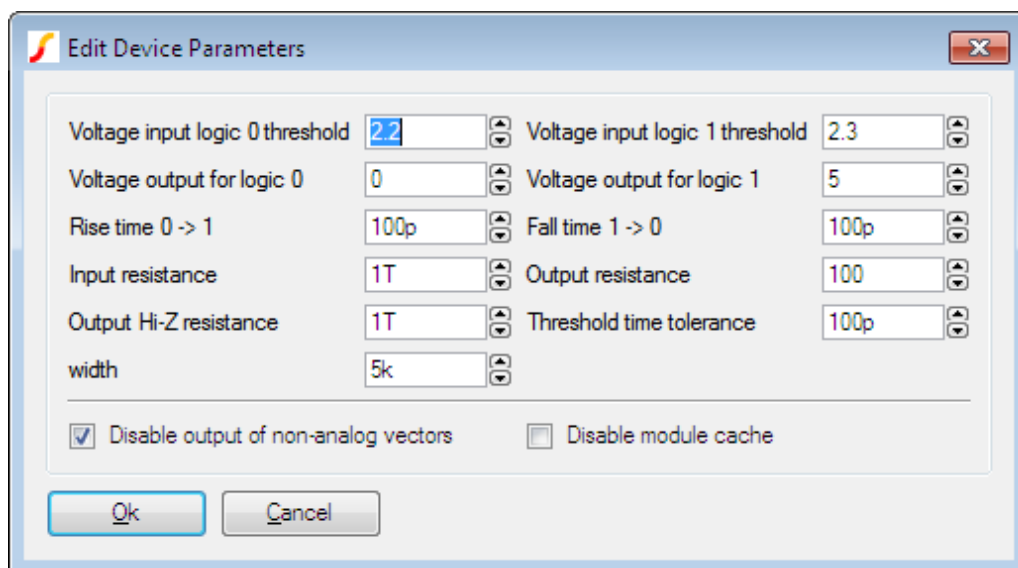 Edit Device Parameters
Voltage input logic 0 threshold 2.2 Voltage input logic 1 threshold 2.3
Voltage output for logic 0 0 Voltage output for logic 1 5
Rise time 0 -> 1 100p Fall time 1 -> 0 100p
Input resistance 1T Output resistance 100
Output Hi-Z resistance 1T Threshold time tolerance 100p
width 5k
Disable output of non-analog vectors Disable module cache
Ok Cancel